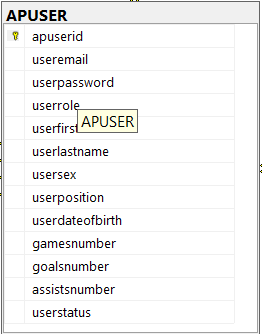 APUSER
apuserid
useremail
userpassword
userrole
userfirst
APUSER
userlastname
usersex
userposition
userdateofbirth
gamesnumber
goalsnumber
assistsnumber
userstatus